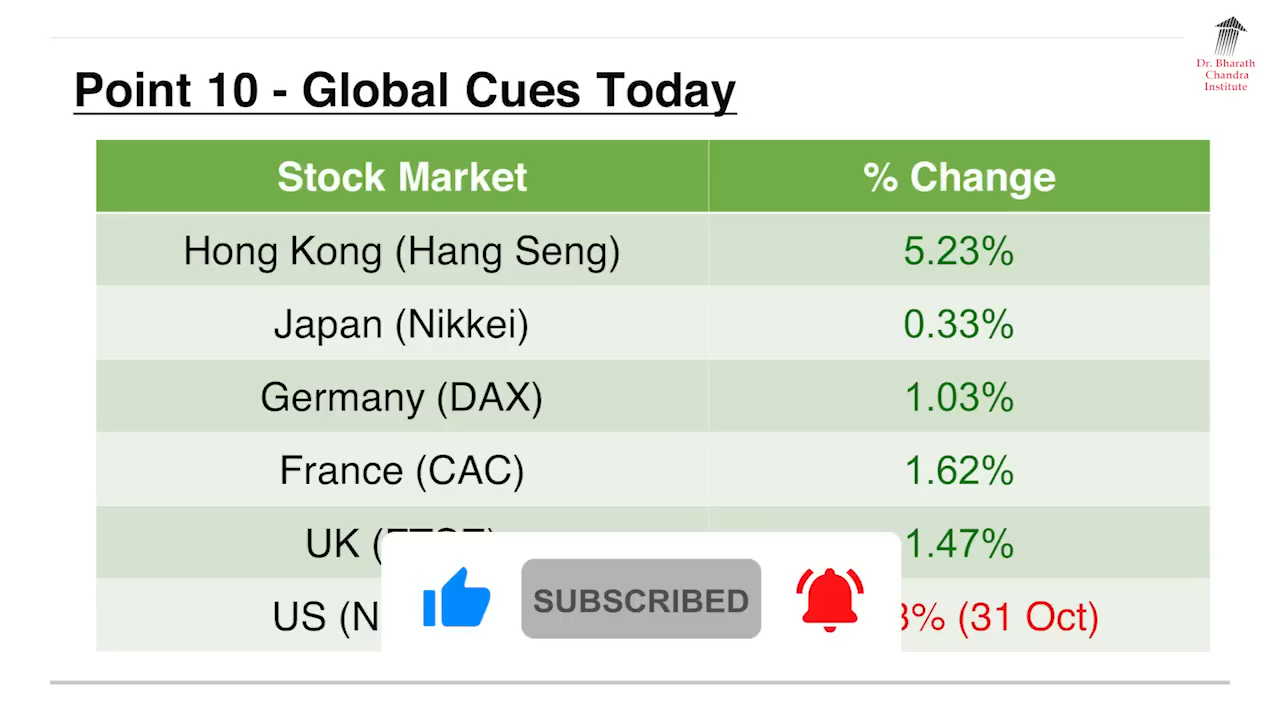 Dr. Bharath
Chandra
Institute
Point 10 - Global Cues Today
Stock Market % Change
Hong Kong (Hang Seng) 5.23%
Japan (Nikkei) 0.33%
Germany (DAX) 1.03%
France (CAC) 1.62%
UK ( 1.47%
US (N % (31 Oct)
SUBSCRIBED